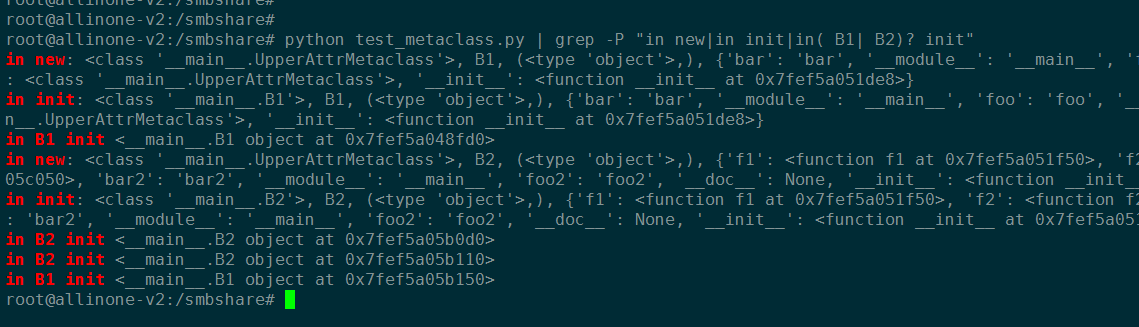 root@allinone-v2:/smbshare#
root@allinone-v2:/smbshare#
root@allinone-v2:/smbshare# python test_metaclass.py | grep -P "in new|in init|in( B1| B2)? init"
in new: <class '__main__.UpperAttrMetaclass'>, B1, (<type 'object'>,), {'bar': 'bar', '__module__': '__main__', '
: <class '__main__.UpperAttrMetaclass'>, '__init__': <function __init__ at 0x7fef5a051de8>}
in init: <class '__main__.B1'>, B1, (<type 'object'>,), {'bar': 'bar', '__module__': '__main__', 'foo': 'foo', '__
n__.UpperAttrMetaclass'>, '__init__': <function __init__ at 0x7fef5a051de8>}
in B1 init <__main__.B1 object at 0x7fef5a048fd0>
in new: <class '__main__.UpperAttrMetaclass'>, B2, (<type 'object'>,), {'f1': <function f1 at 0x7fef5a051f50>, 'f2
05c050>, 'bar2': 'bar2', '__module__': '__main__', 'foo2': 'foo2', '__doc__': None, '__init__': <function __init__
in init: <class '__main__.B2'>, B2, (<type 'object'>,), {'f1': <function f1 at 0x7fef5a051f50>, 'f2': <function f2
: 'bar2', '__module__': '__main__', 'foo2': 'foo2', '__doc__': None, '__init__': <function __init__ at 0x7fef5a051
in B2 init <__main__.B2 object at 0x7fef5a05b0d0>
in B2 init <__main__.B2 object at 0x7fef5a05b110>
in B1 init <__main__.B1 object at 0x7fef5a05b150>
root@allinone-v2:/smbshare#